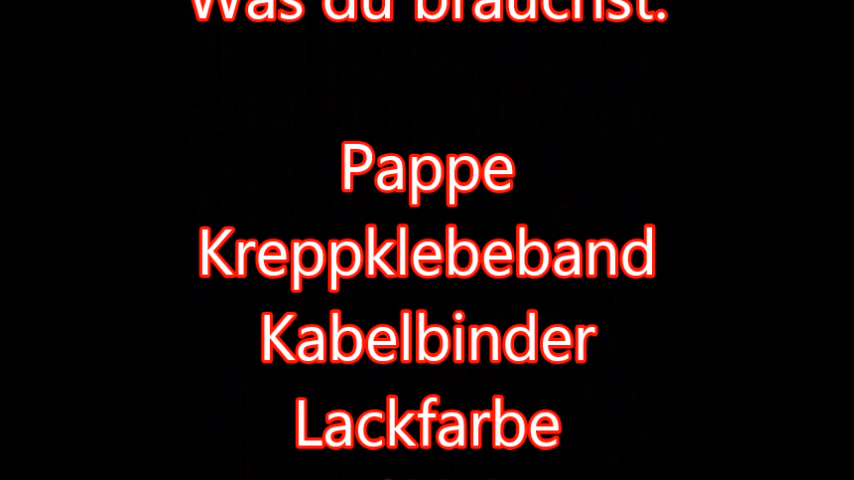 Was du brauchst:
Pappe
Kreppklebeband
Kabelbinder
Lackfarbe